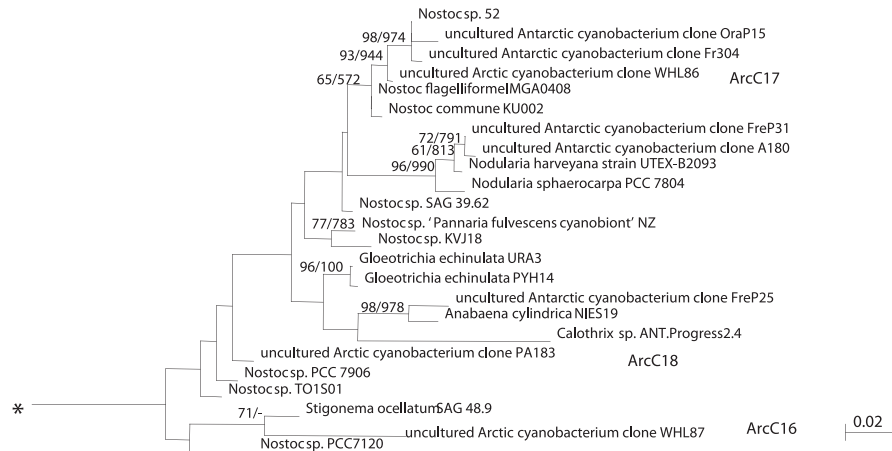 Nostoc sp. 52
98/974
uncultured Antarctic cyanobacterium clone OraP15
93/944
uncultured Antarctic cyanobacterium clone Fr304
65/572
uncultured Arctic cyanobacterium clone WHL86
ArcC17
Nostoc flagelliformeIMGA0408
Nostoc commune KU002
uncultured Antarctic cyanobacterium clone FreP31
72/791
61/813
uncultured Antarctic cyanobacterium clone A180
96/990
Nodularia harveyana strain UTEX-B2093
Nodularia sphaerocarpa PCC 7804
Nostoc sp. SAG 39.62
77/783
Nostoc sp. 'Pannaria fulvescens cyanobiont' NZ
Nostoc sp. KVJ18
96/100
Gloeotrichia echinulata URA3
Gloeotrichia echinulata PYH14
98/978
uncultured Antarctic cyanobacterium clone FreP25
Anabaena cylindrica NIES19
Calothrix sp. ANT.Progress2.4
uncultured Arctic cyanobacterium clone PA183
ArcC18
Nostoc sp. PCC 7906
Nostoc sp. TO1S01
*
71/-
Stigonema ocellatumSAG 48.9
uncultured Arctic cyanobacterium clone WHL87
ArcC16
0.02
Nostoc sp. PCC7120